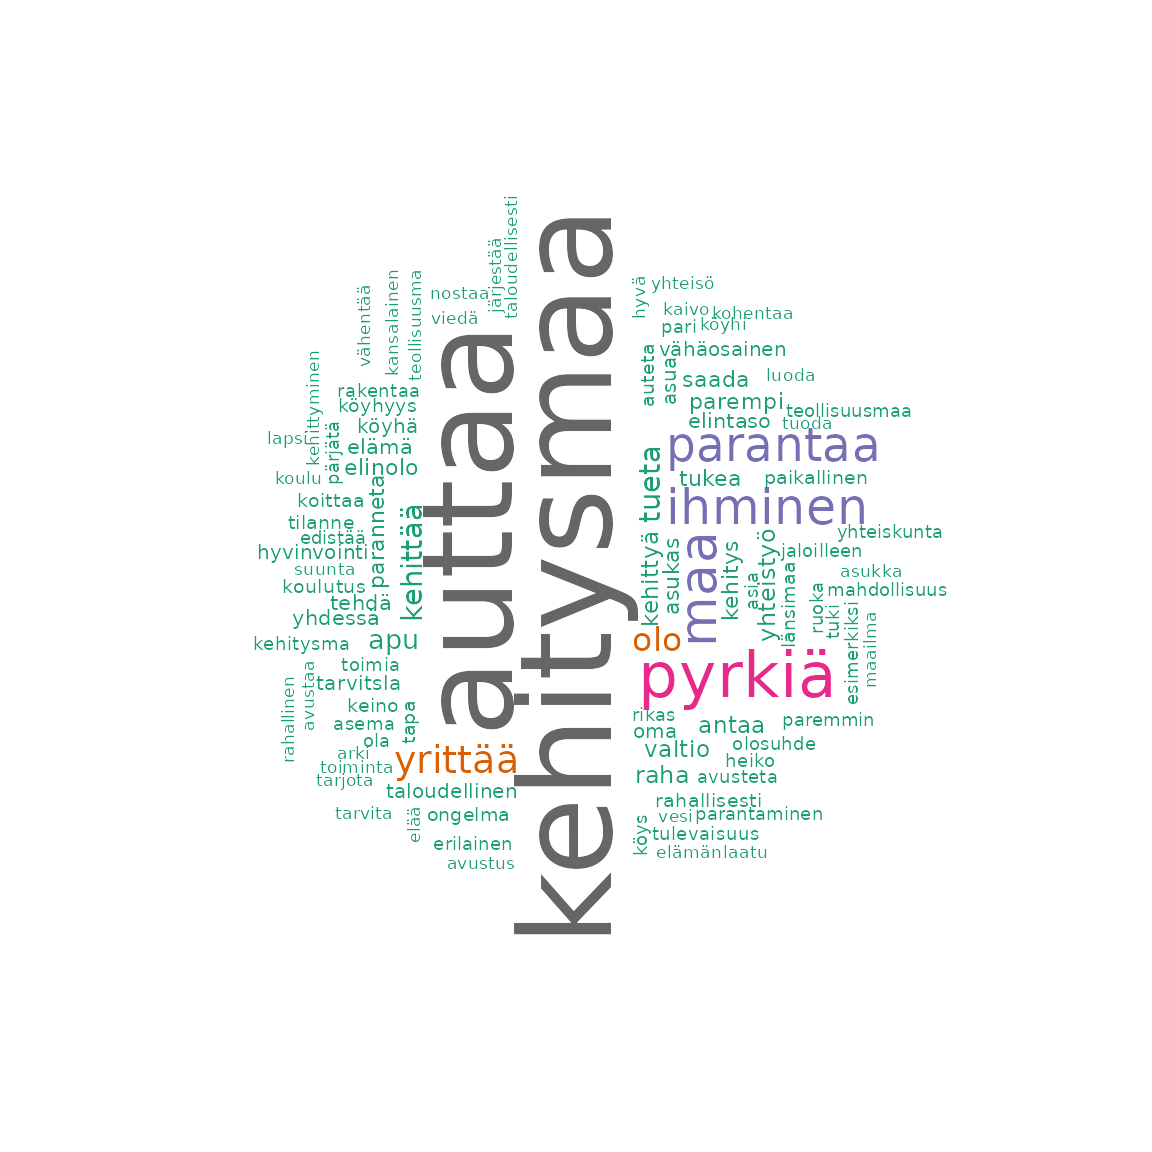 taloudellisesti
järjestää
kehitysmaa
auttaa
vähentää
kansalainen
teollisuusma
nostaa
viedä
hyvä
yhteisö
kaivo
kohentaa
pari
köyhi
vähäosainen
auteta
asua
saada
luoda
parempi
teollisuusmaa
elintaso
tuoda
parantaa
tukea
paikallinen
tueta
ihminen
kehittyminen
rakentaa
köyhyys
lapsi
pärjätä
köyhä
elämä
elinolo
koulu
koittaa
paranneta
kehittää
tilanne
edistää
hyvinvointi
suunta
koulutus
tehdä
yhdessä
kehitysma
apu
yhteiskunta
jaloilleen
kehittyä
asukas
maa
kehitys
asia
yhteistyö
länsimaa
asukka
mahdollisuus
ruoka
tuki
esimerkiksi
maailma
olo
pyrkiä
toimia
tarvitsla
rahallinen
avustaa
keino
asema
tapa
ola
arki
yrittää
toiminta
tarjota
taloudellinen
tarvita
elää
ongelma
erilainen
avustus
rikas
oma
antaa
paremmin
valtio
olosuhde
heiko
raha
avusteta
rahallisesti
vesi
parantaminen
köys
tulevaisuus
elämänlaatu